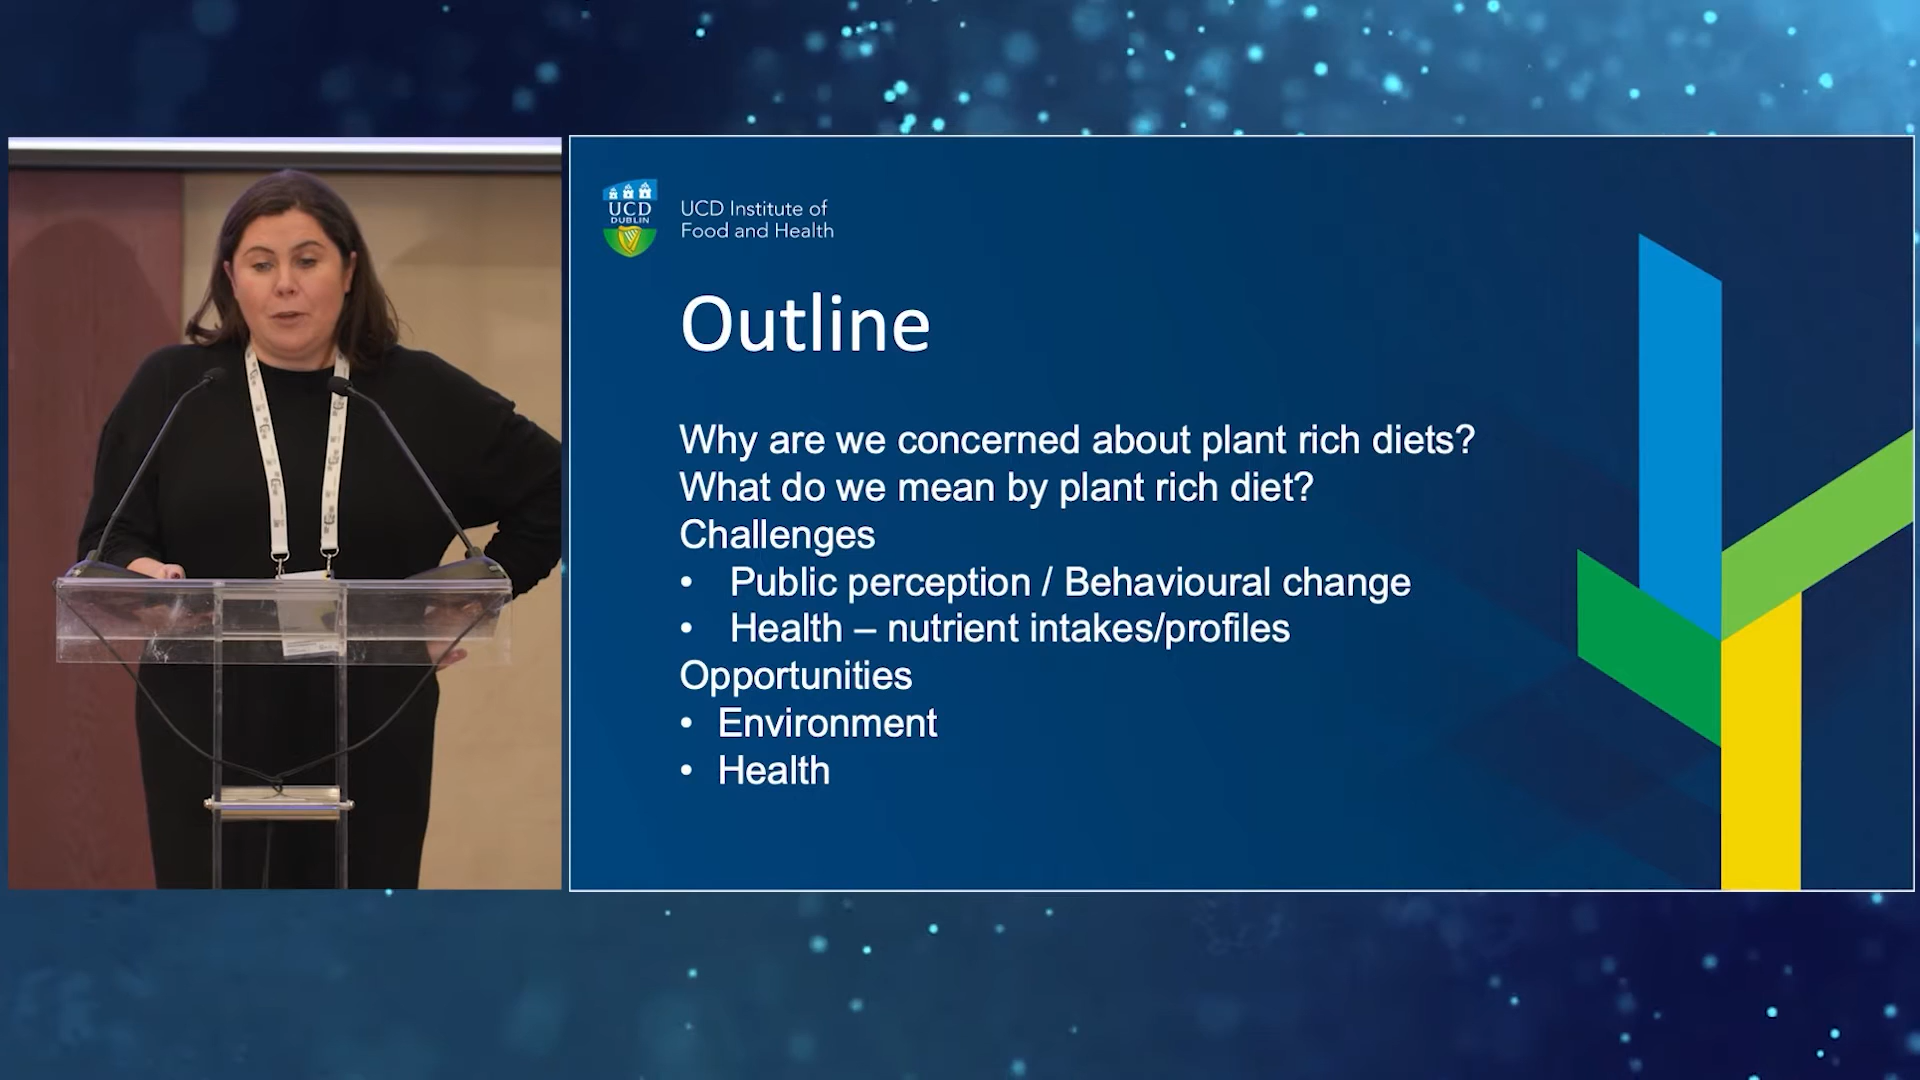 UCD
DUBLIN
UCD Institute of
Food and Health
Outline
Why are we concerned about plant rich diets?
What do we mean by plant rich diet?
Challenges
• Public perception / Behavioural change
• Health – nutrient intakes/profiles
Opportunities
• Environment
• Health